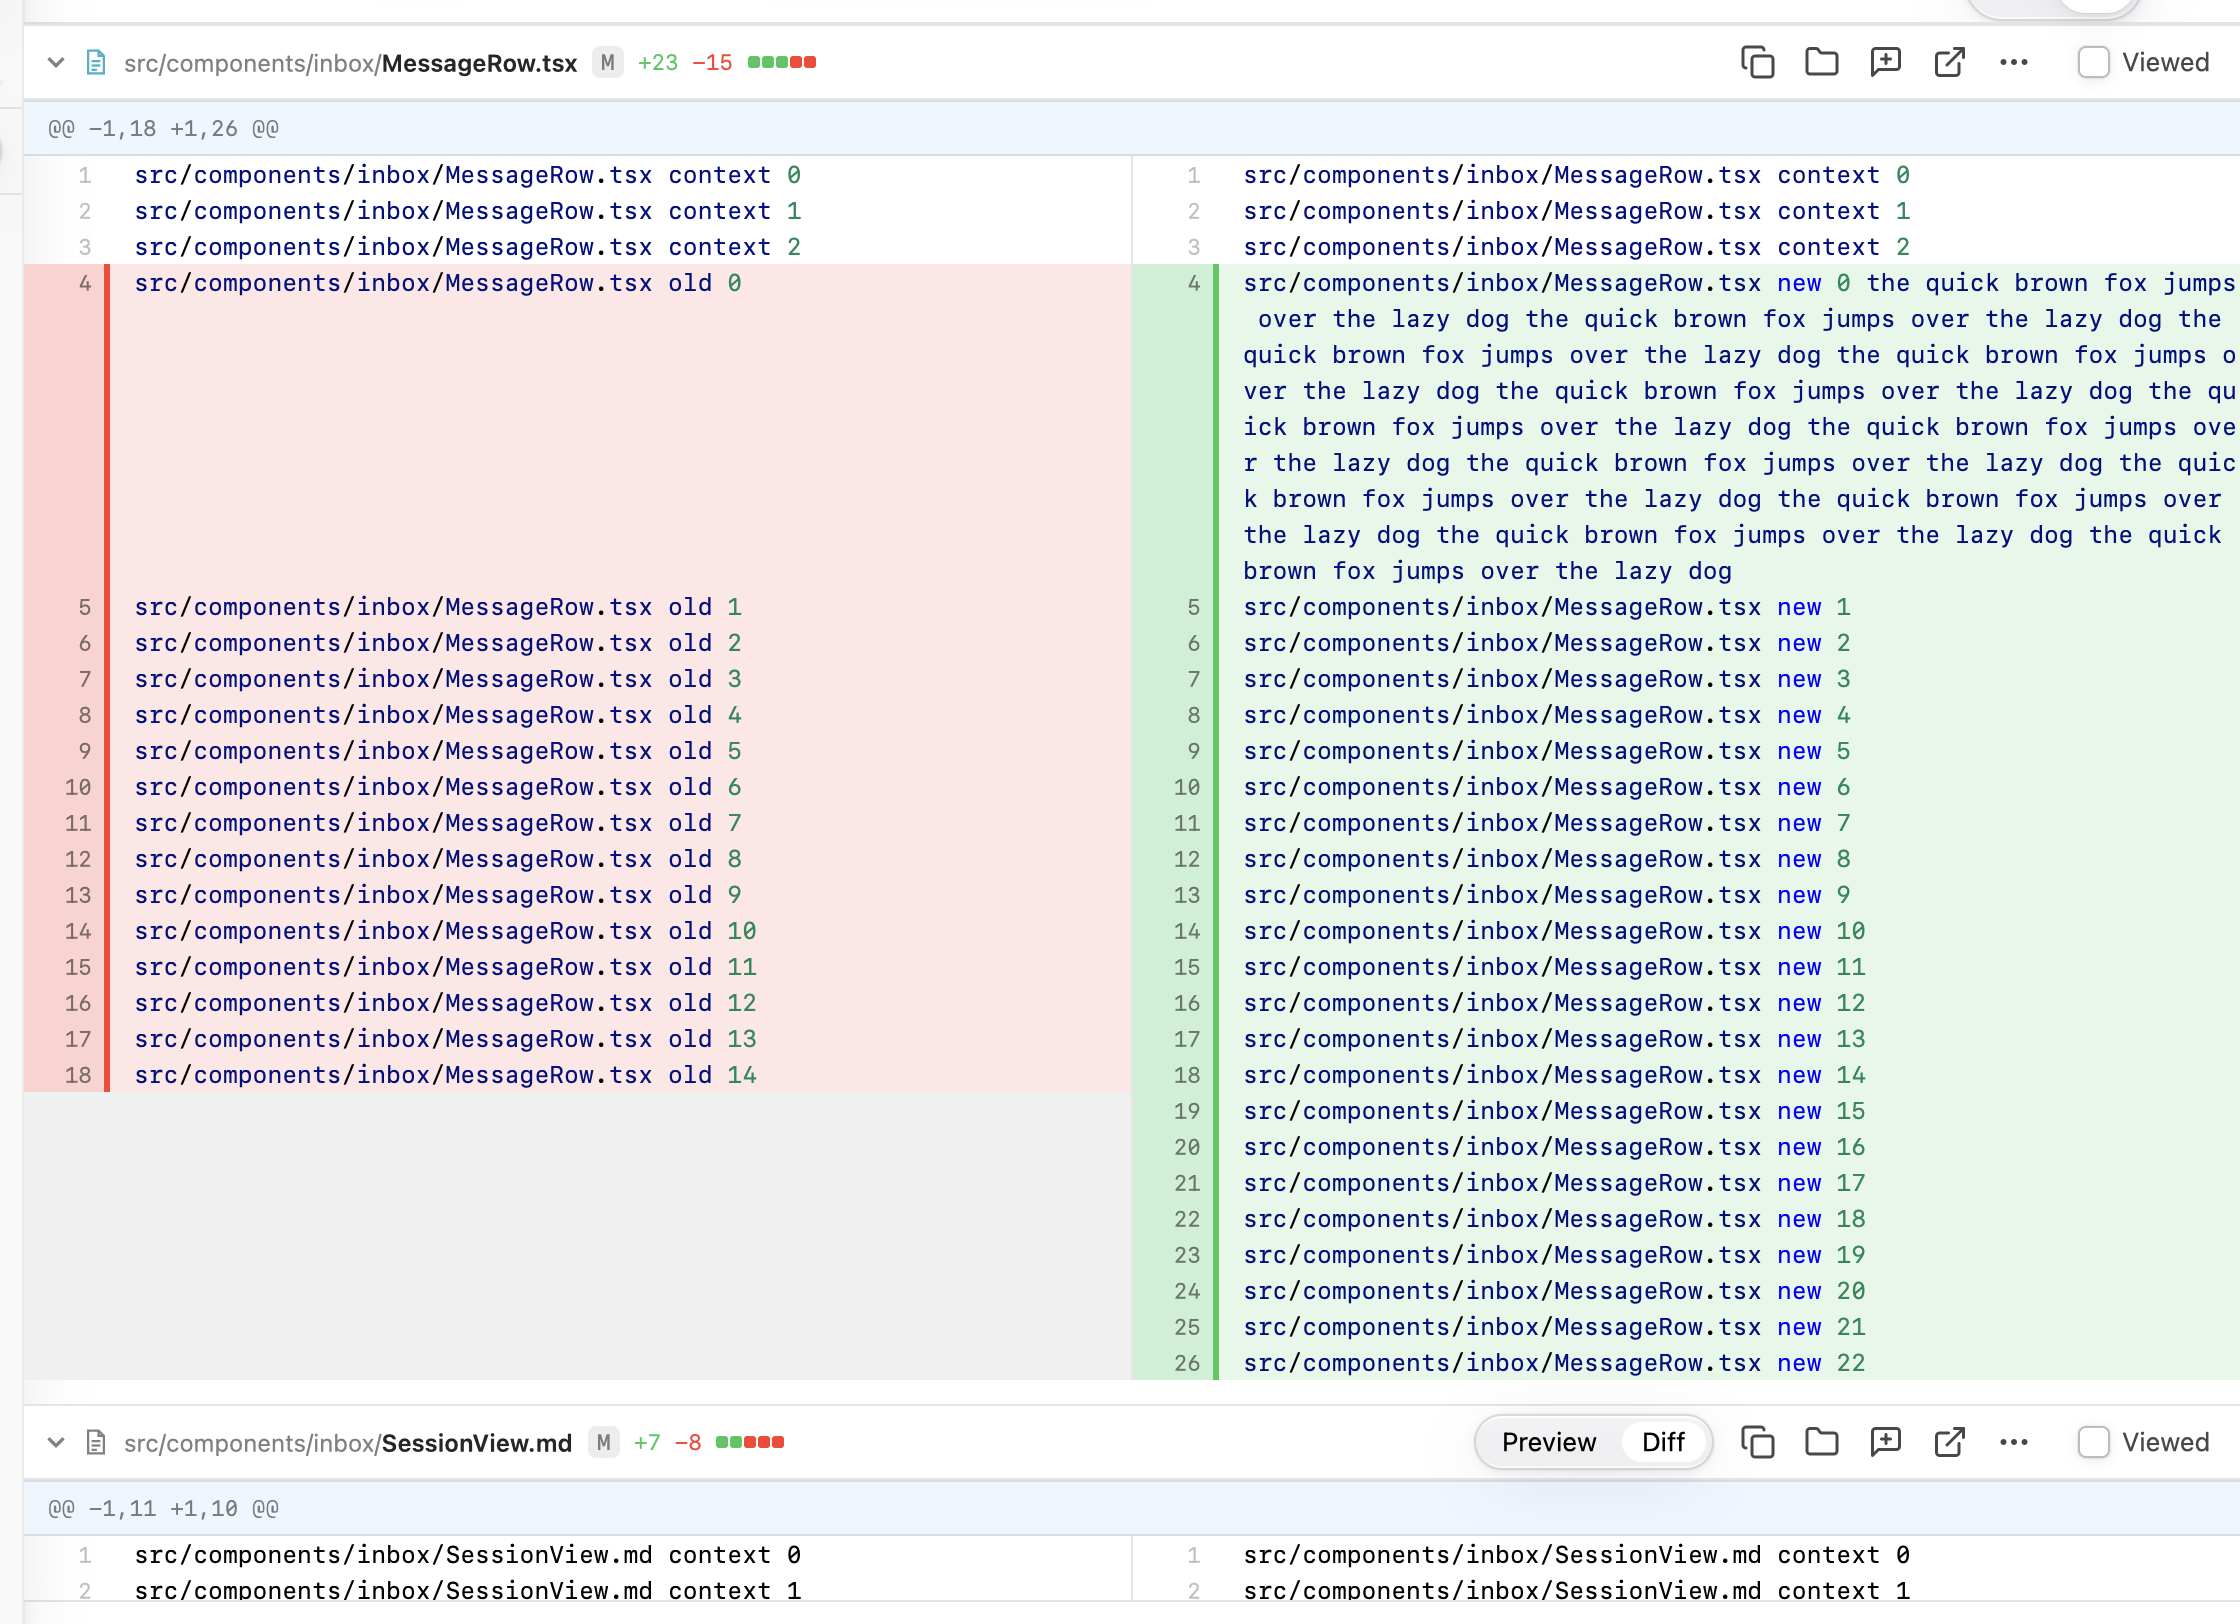 src/components/inbox/MessageRow.tsx M +23 −15 Viewed
@@ −1,18 +1,26 @@
1 src/components/inbox/MessageRow.tsx context 0
2 src/components/inbox/MessageRow.tsx context 1
3 src/components/inbox/MessageRow.tsx context 2
4 src/components/inbox/MessageRow.tsx old 0
5 src/components/inbox/MessageRow.tsx old 1
6 src/components/inbox/MessageRow.tsx old 2
7 src/components/inbox/MessageRow.tsx old 3
8 src/components/inbox/MessageRow.tsx old 4
9 src/components/inbox/MessageRow.tsx old 5
10 src/components/inbox/MessageRow.tsx old 6
11 src/components/inbox/MessageRow.tsx old 7
12 src/components/inbox/MessageRow.tsx old 8
13 src/components/inbox/MessageRow.tsx old 9
14 src/components/inbox/MessageRow.tsx old 10
15 src/components/inbox/MessageRow.tsx old 11
16 src/components/inbox/MessageRow.tsx old 12
17 src/components/inbox/MessageRow.tsx old 13
18 src/components/inbox/MessageRow.tsx old 14
1 src/components/inbox/MessageRow.tsx context 0
2 src/components/inbox/MessageRow.tsx context 1
3 src/components/inbox/MessageRow.tsx context 2
4 src/components/inbox/MessageRow.tsx new 0 the quick brown fox jumps
over the lazy dog the quick brown fox jumps over the lazy dog the
quick brown fox jumps over the lazy dog the quick brown fox jumps o
ver the lazy dog the quick brown fox jumps over the lazy dog the qu
ick brown fox jumps over the lazy dog the quick brown fox jumps ove
r the lazy dog the quick brown fox jumps over the lazy dog the quic
k brown fox jumps over the lazy dog the quick brown fox jumps over
the lazy dog the quick brown fox jumps over the lazy dog the quick
brown fox jumps over the lazy dog
5 src/components/inbox/MessageRow.tsx new 1
6 src/components/inbox/MessageRow.tsx new 2
7 src/components/inbox/MessageRow.tsx new 3
8 src/components/inbox/MessageRow.tsx new 4
9 src/components/inbox/MessageRow.tsx new 5
10 src/components/inbox/MessageRow.tsx new 6
11 src/components/inbox/MessageRow.tsx new 7
12 src/components/inbox/MessageRow.tsx new 8
13 src/components/inbox/MessageRow.tsx new 9
14 src/components/inbox/MessageRow.tsx new 10
15 src/components/inbox/MessageRow.tsx new 11
16 src/components/inbox/MessageRow.tsx new 12
17 src/components/inbox/MessageRow.tsx new 13
18 src/components/inbox/MessageRow.tsx new 14
19 src/components/inbox/MessageRow.tsx new 15
20 src/components/inbox/MessageRow.tsx new 16
21 src/components/inbox/MessageRow.tsx new 17
22 src/components/inbox/MessageRow.tsx new 18
23 src/components/inbox/MessageRow.tsx new 19
24 src/components/inbox/MessageRow.tsx new 20
25 src/components/inbox/MessageRow.tsx new 21
26 src/components/inbox/MessageRow.tsx new 22
src/components/inbox/SessionView.md M +7 −8 Preview Diff Viewed
@@ −1,11 +1,10 @@
1 src/components/inbox/SessionView.md context 0
2 src/components/inbox/SessionView.md context 1
1 src/components/inbox/SessionView.md context 0
2 src/components/inbox/SessionView.md context 1